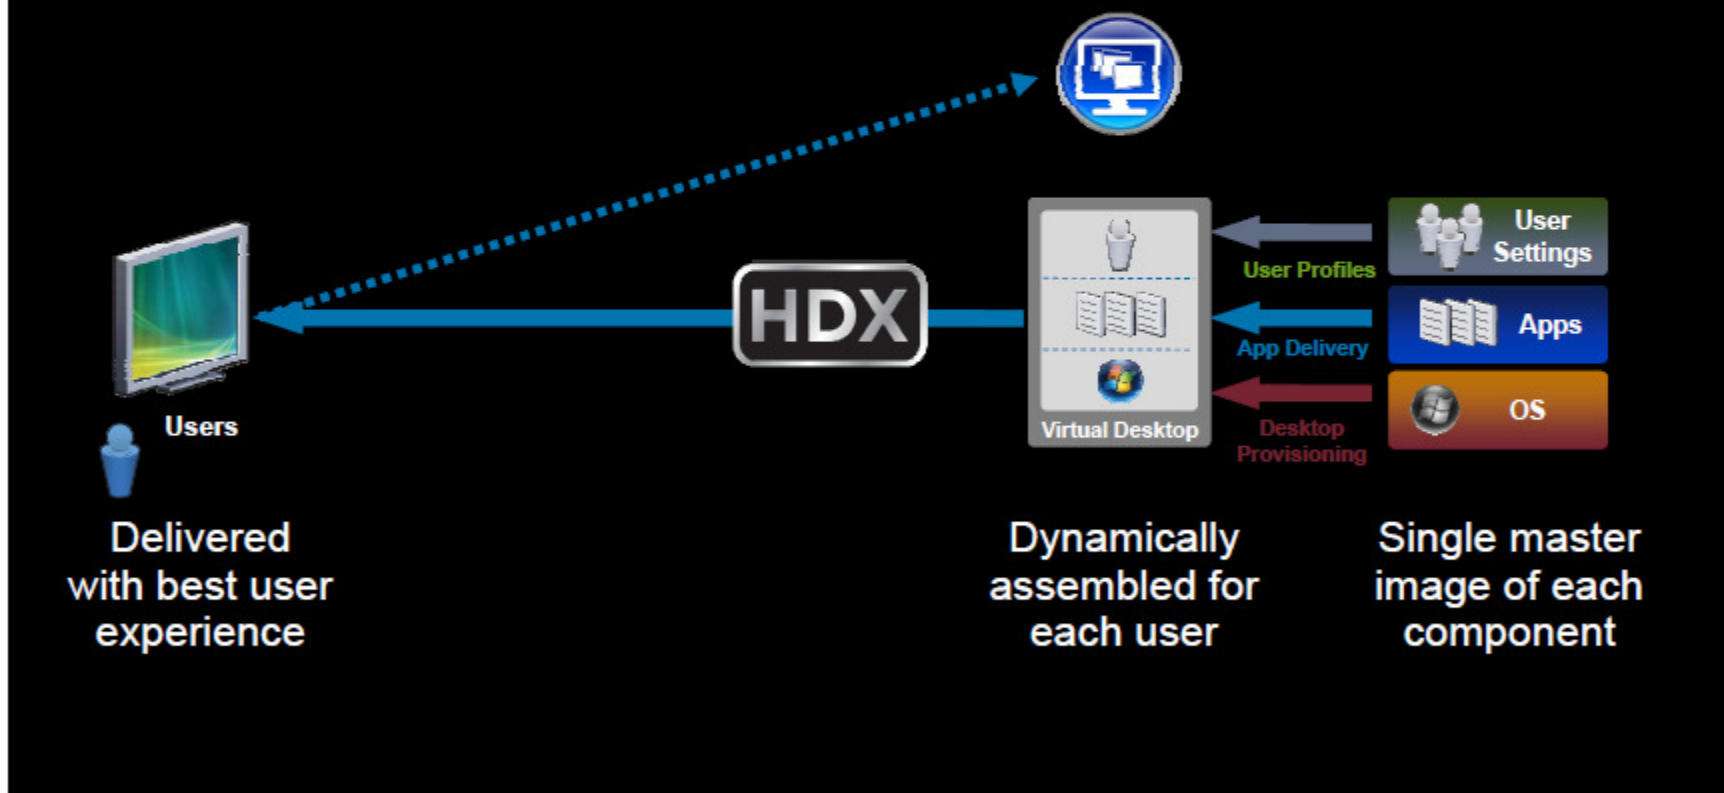 User
Settings
User Profiles
HDX
Apps
App Delivery
OS
Virtual Desktop
Desktop
Provisioning
Users
Delivered
with best user
experience
Dynamically
assembled for
each user
Single master
image of each
component